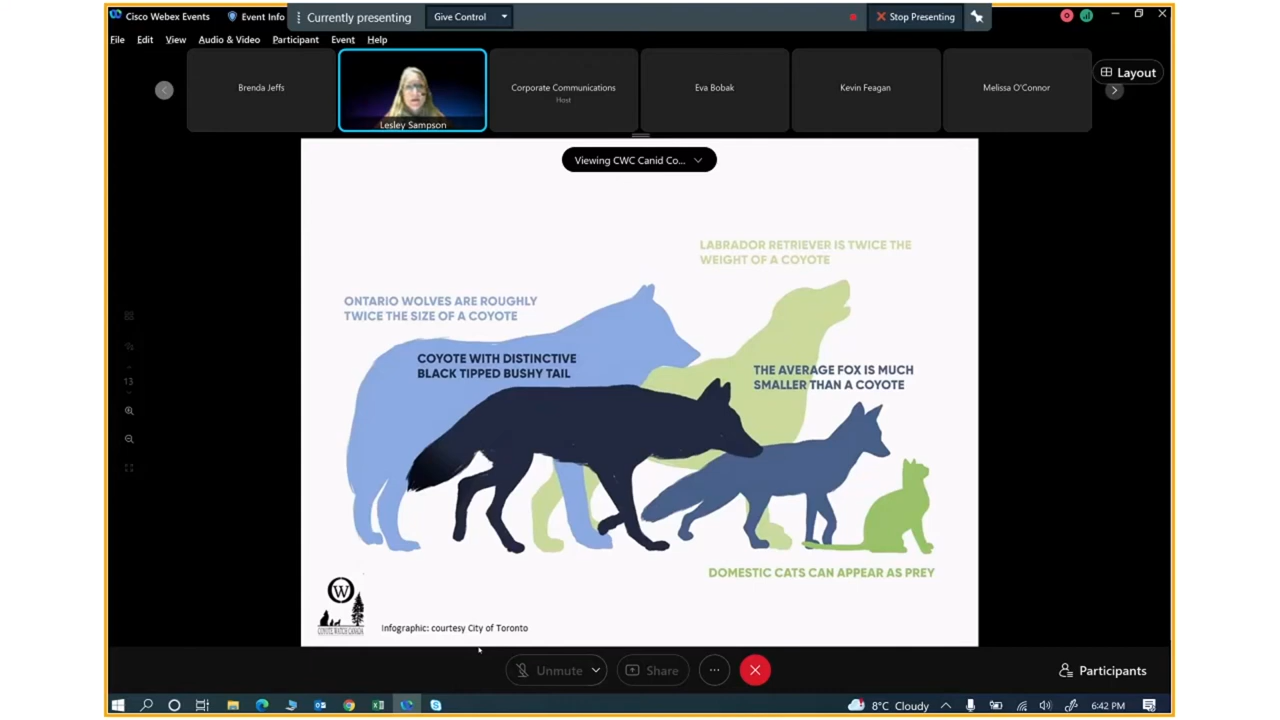 Cisco Webex Events
Event Info
Currently presenting
Give Control
Stop Presenting
File Edit View Audio & Video Participant Event Help
Brenda Jeffs
Lesley Sampson
Corporate Communications
Host
Eva Bobak
Kevin Feagan
Melissa O'Connor
Layout
Viewing CWC Canid Co...
LABRADOR RETRIEVER IS TWICE THE
WEIGHT OF A COYOTE
ONTARIO WOLVES ARE ROUGHLY
TWICE THE SIZE OF A COYOTE
COYOTE WITH DISTINCTIVE
BLACK TIPPED BUSHY TAIL
THE AVERAGE FOX IS MUCH
SMALLER THAN A COYOTE
13
DOMESTIC CATS CAN APPEAR AS PREY
W
COYOTE WATCH CANADA
Infographic: courtesy City of Toronto
Unmute
Share
Participants
8°C Cloudy
6:42 PM